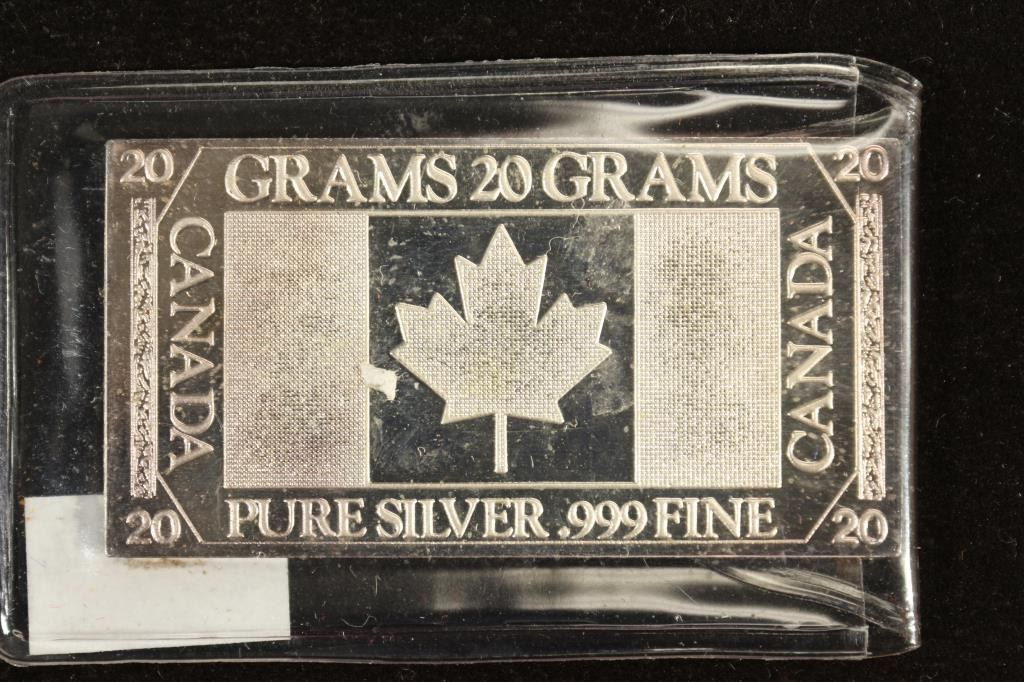 20 GRAMS 20 GRAMS 20
CANADA
CANADA
20 PURE SILVER .999 FINE 20